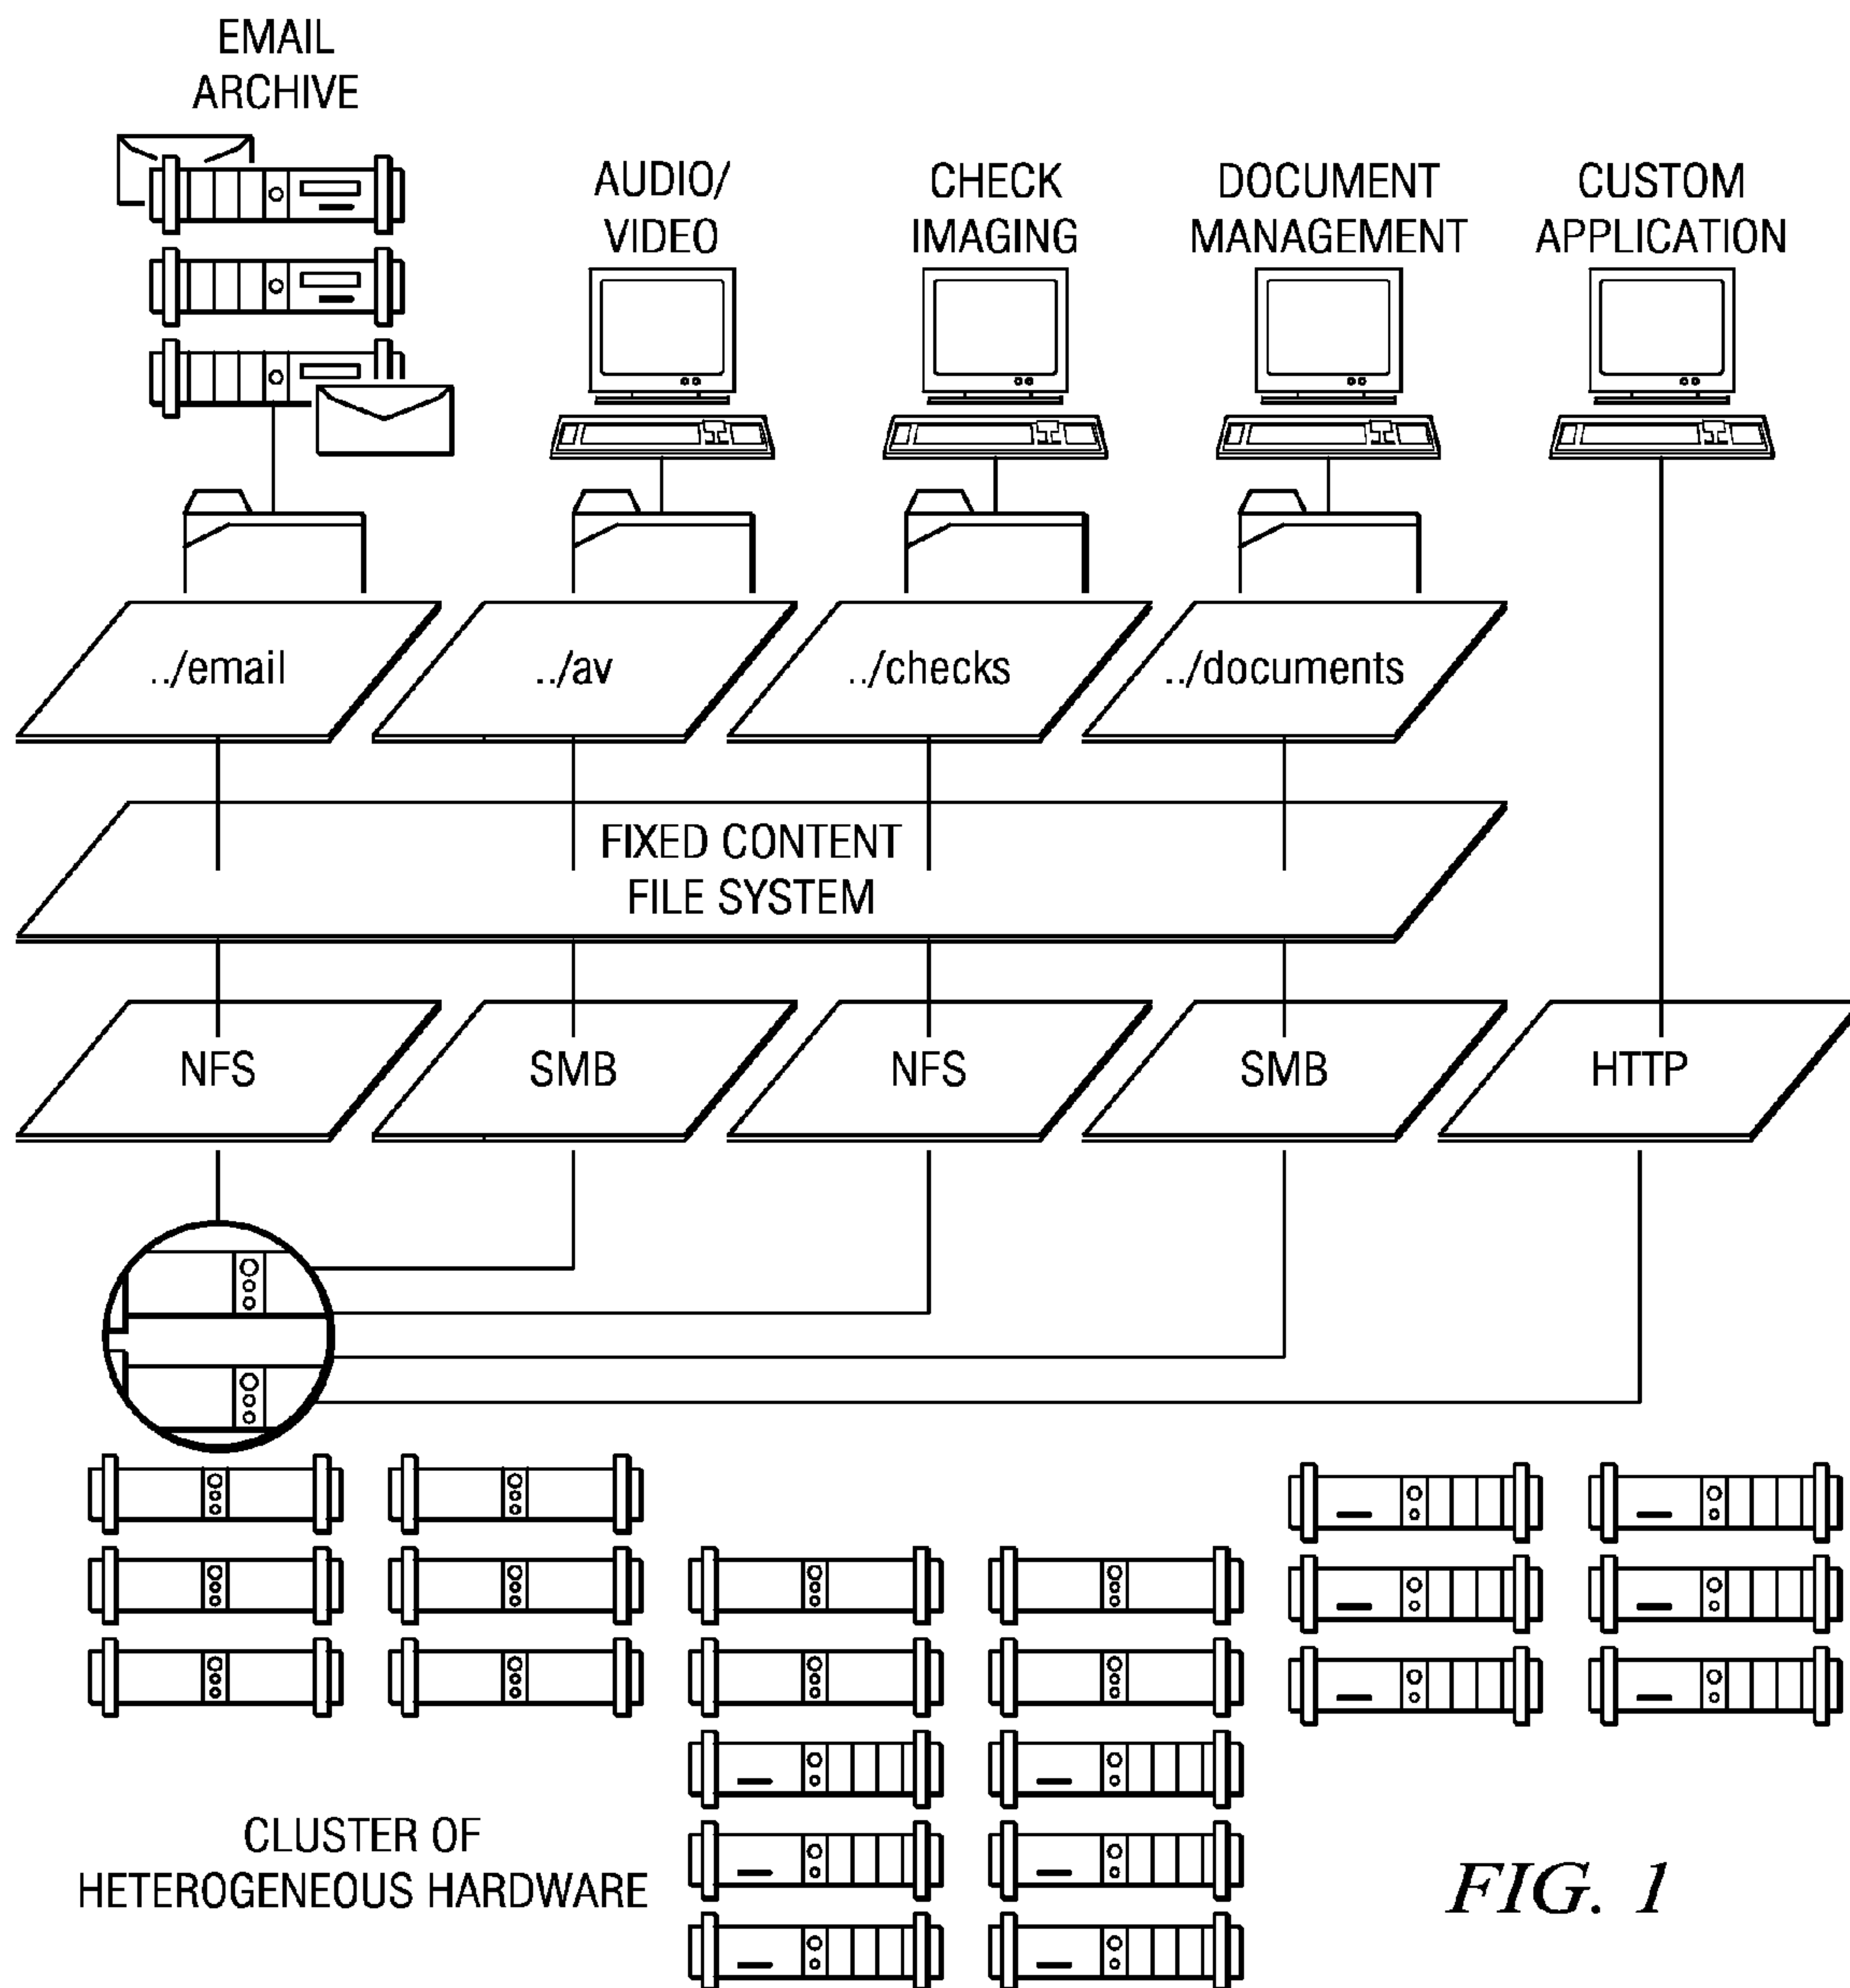 EMAIL
ARCHIVE
AUDIO/
VIDEO
CHECK
IMAGING
DOCUMENT
MANAGEMENT
CUSTOM
APPLICATION
../email
../av
../checks
../documents
FIXED CONTENT
FILE SYSTEM
NFS
SMB
NFS
SMB
HTTP
CLUSTER OF
HETEROGENEOUS HARDWARE
FIG. 1